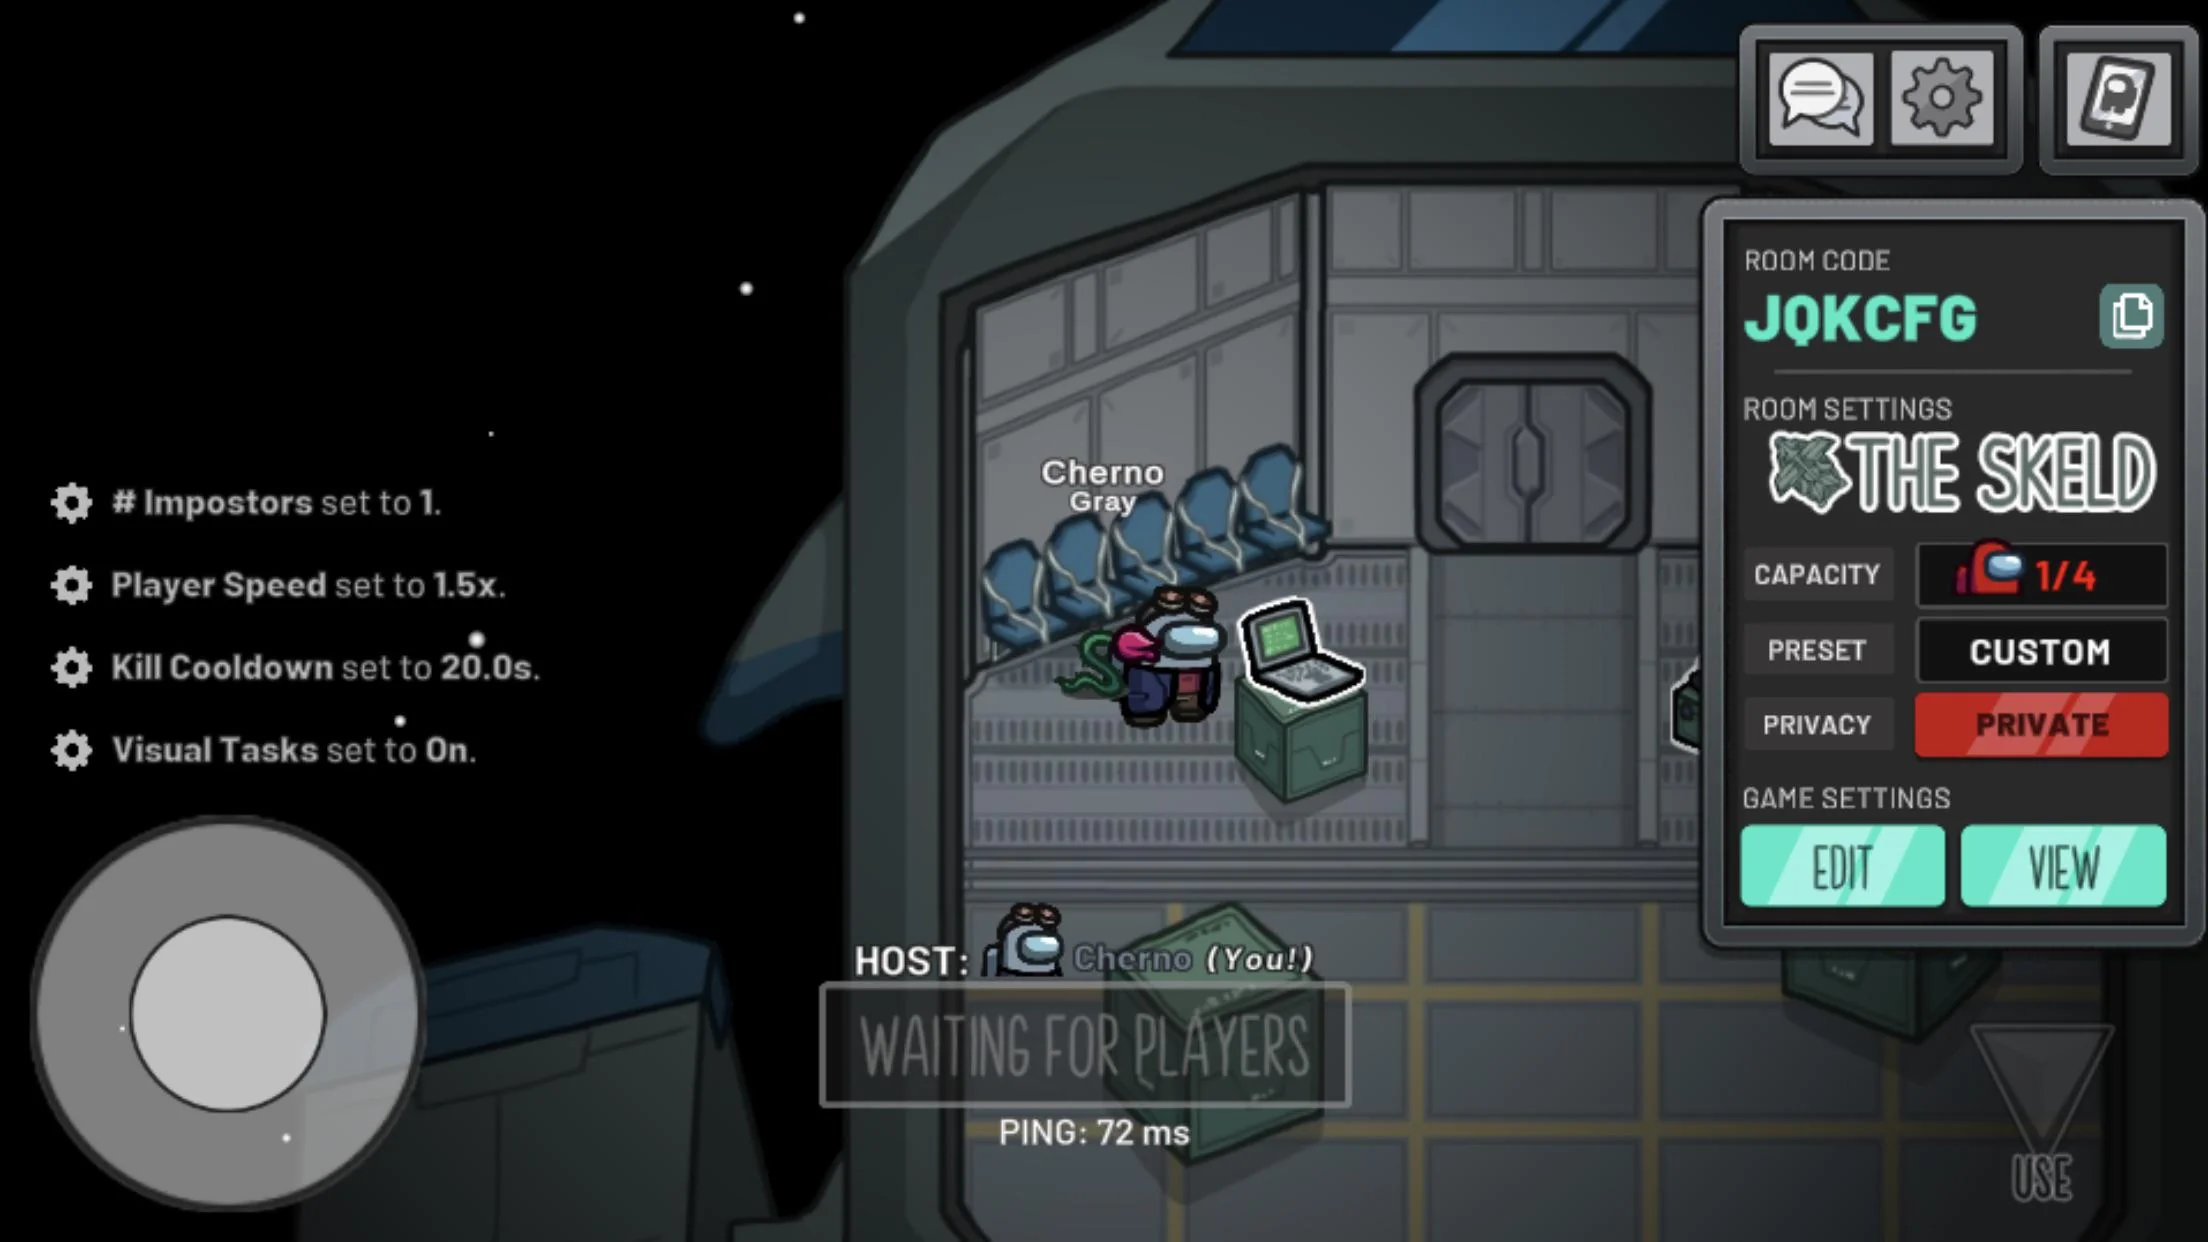 ROOM CODE
JQKCFG
ROOM SETTINGS
THE SKELD
CAPACITY 1/4
PRESET CUSTOM
PRIVACY PRIVATE
GAME SETTINGS
EDIT VIEW
# Impostors set to 1.
Player Speed set to 1.5x.
Kill Cooldown set to 20.0s.
Visual Tasks set to On.
Cherno
Gray
HOST: Cherno (You!)
WAITING FOR PLAYERS
PING: 72 ms
USE